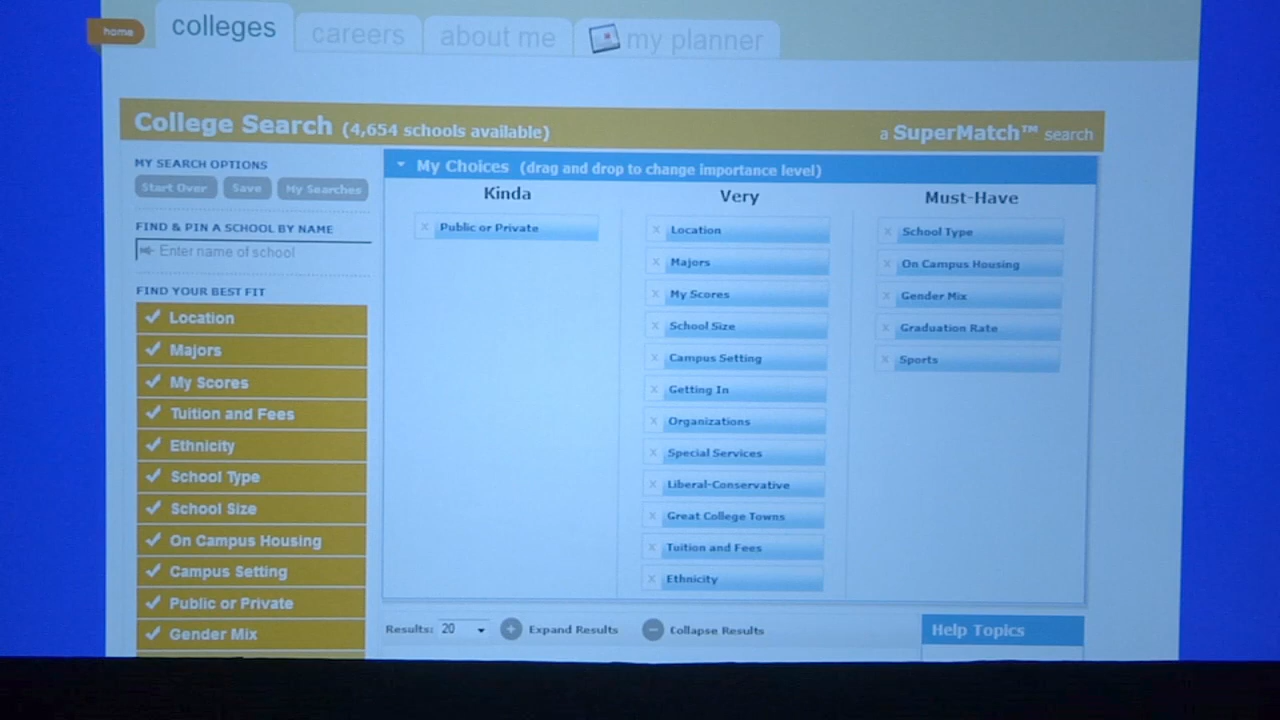 home
colleges
careers
about me
my planner
College Search (4,654 schools available)
a SuperMatch™ search
MY SEARCH OPTIONS
Start Over
Save
My Searches
FIND & PIN A SCHOOL BY NAME
Enter name of school
FIND YOUR BEST FIT
Location
Majors
My Scores
Tuition and Fees
Ethnicity
School Type
School Size
On Campus Housing
Campus Setting
Public or Private
Gender Mix
My Choices (drag and drop to change importance level)
Kinda
x Public or Private
Very
x Location
x Majors
x My Scores
x School Size
x Campus Setting
x Getting In
x Organizations
x Special Services
x Liberal-Conservative
x Great College Towns
x Tuition and Fees
x Ethnicity
Must-Have
x School Type
x On Campus Housing
x Gender Mix
x Graduation Rate
x Sports
Results: 20
Expand Results
Collapse Results
Help Topics